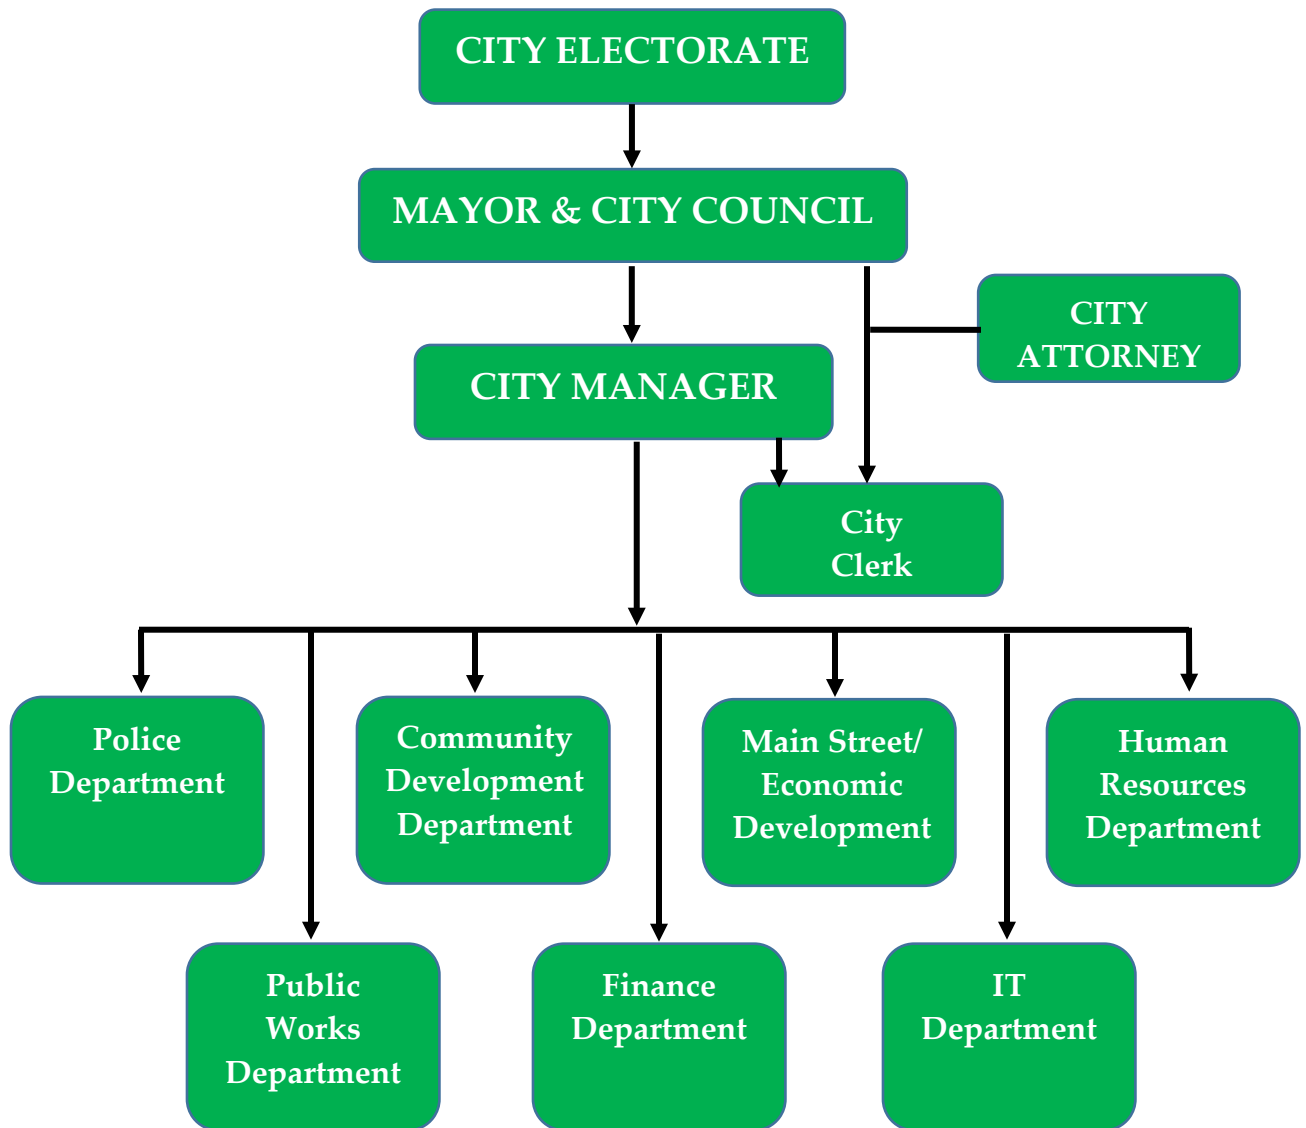 CITY ELECTORATE
MAYOR & CITY COUNCIL
CITY
ATTORNEY
CITY MANAGER
City
Clerk
Police
Department
Community
Development
Department
Main Street/
Economic
Development
Human
Resources
Department
Public
Works
Department
Finance
Department
IT
Department